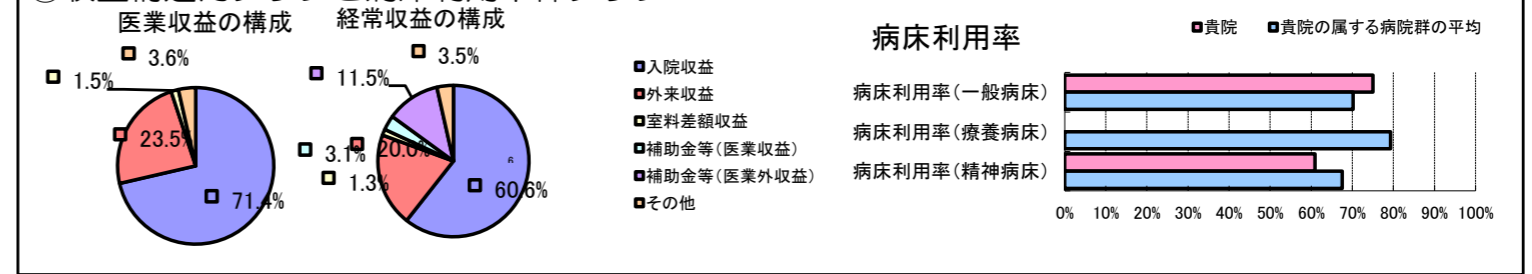 医業収益の構成
3.6%
1.5%
23.5%
71.4%
経常収益の構成
3.5%
11.5%
3.1%
20.0%
1.3%
60.6%
入院収益
外来収益
室料差額収益
補助金等(医業収益)
補助金等(医業外収益)
その他
病床利用率
貴院
貴院の属する病院群の平均
病床利用率(一般病床)
病床利用率(療養病床)
病床利用率(精神病床)
0% 10% 20% 30% 40% 50% 60% 70% 80% 90% 100%